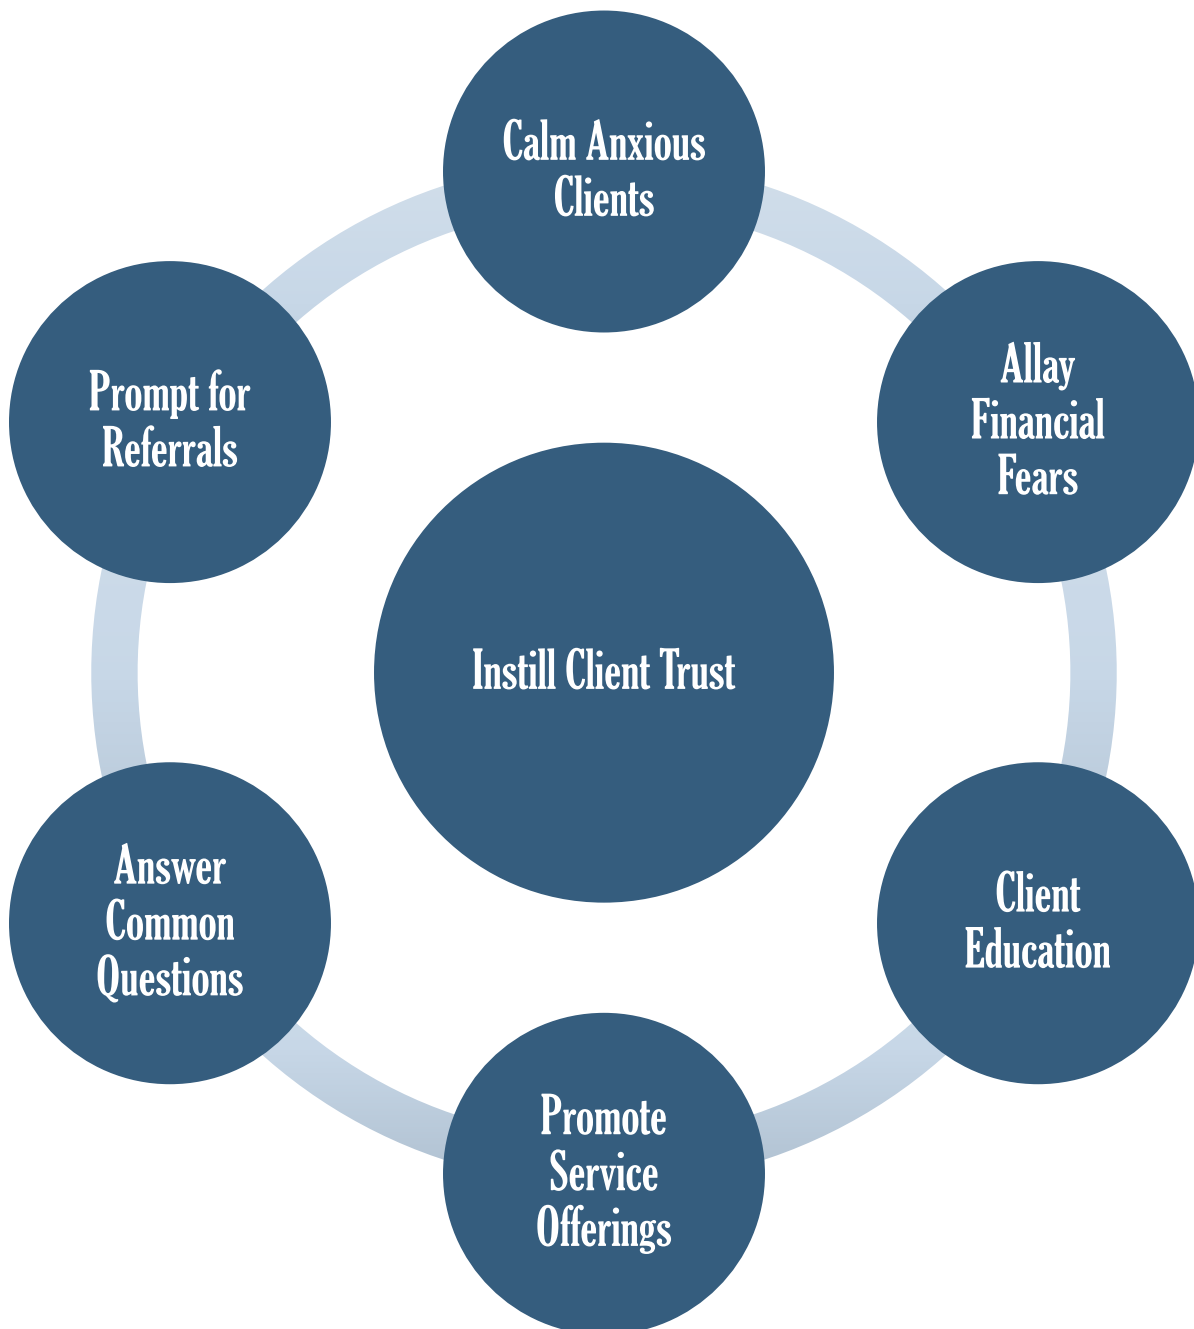 Calm Anxious
Clients
Allay
Financial
Fears
Client
Education
Promote
Service
Offerings
Answer
Common
Questions
Prompt for
Referrals
Instill Client Trust